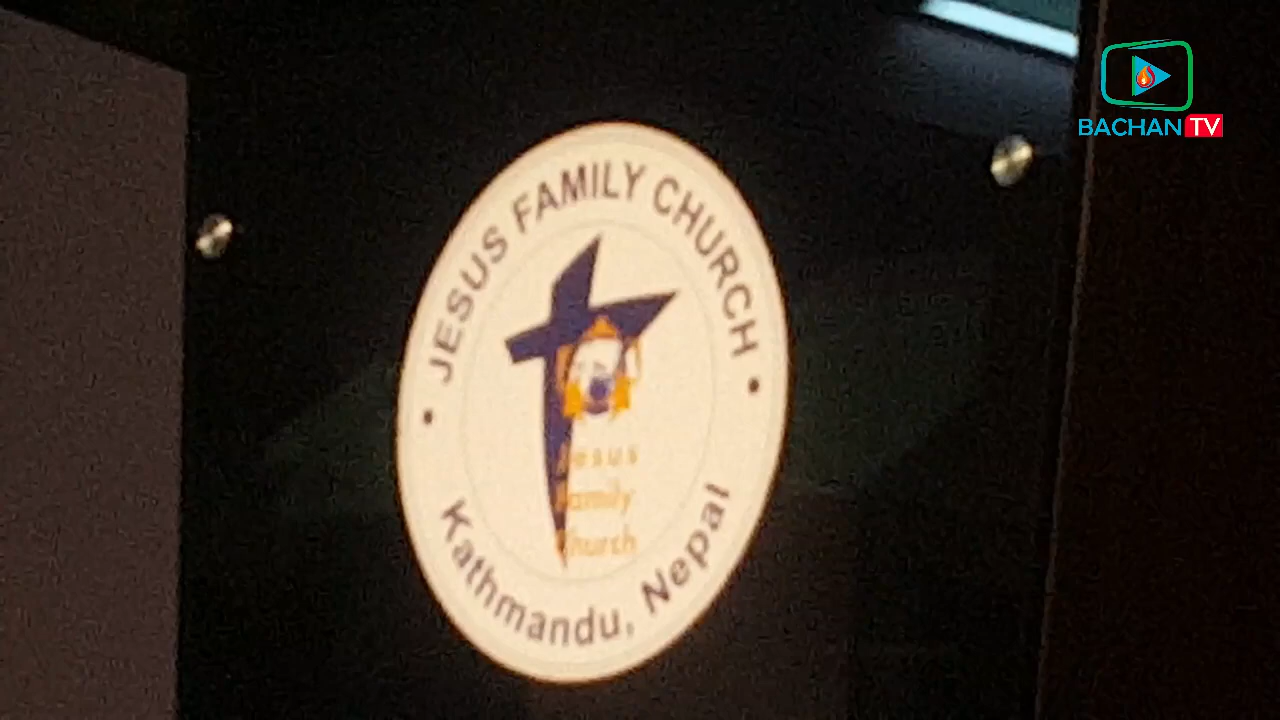 BACHAN TV
JESUS FAMILY CHURCH
Jesus
Family
Church
Kathmandu, Nepal